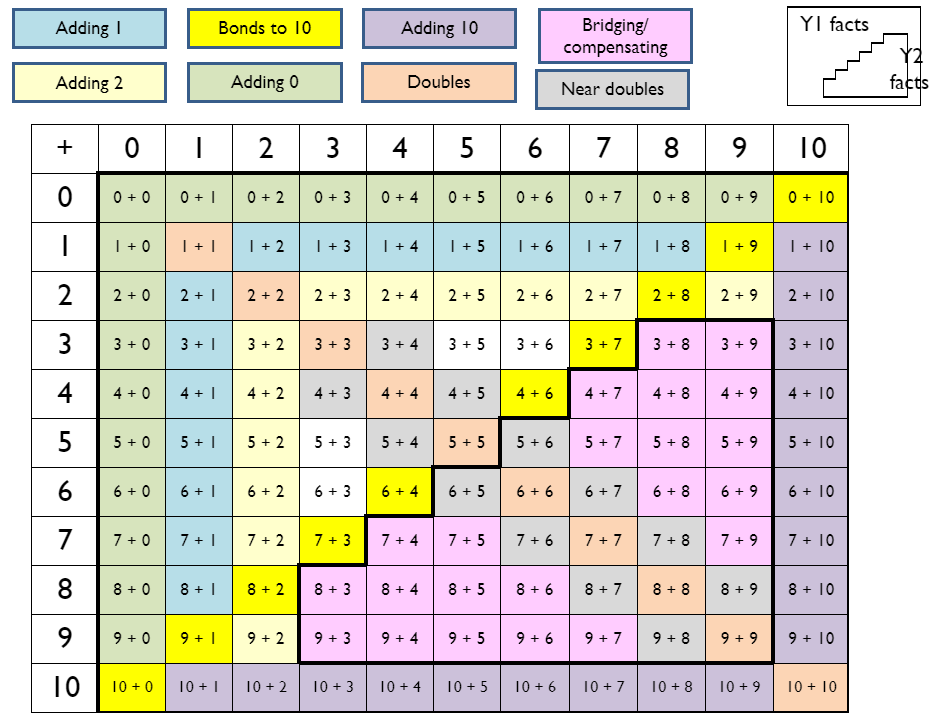 Adding 1 Bonds to 10 Adding 10 Bridging/
compensating
Y1 facts
Y2
facts
Adding 2 Adding 0 Doubles Near doubles
+ 0 1 2 3 4 5 6 7 8 9 10
0 0 + 0 0 + 1 0 + 2 0 + 3 0 + 4 0 + 5 0 + 6 0 + 7 0 + 8 0 + 9 0 + 10
1 1 + 0 1 + 1 1 + 2 1 + 3 1 + 4 1 + 5 1 + 6 1 + 7 1 + 8 1 + 9 1 + 10
2 2 + 0 2 + 1 2 + 2 2 + 3 2 + 4 2 + 5 2 + 6 2 + 7 2 + 8 2 + 9 2 + 10
3 3 + 0 3 + 1 3 + 2 3 + 3 3 + 4 3 + 5 3 + 6 3 + 7 3 + 8 3 + 9 3 + 10
4 4 + 0 4 + 1 4 + 2 4 + 3 4 + 4 4 + 5 4 + 6 4 + 7 4 + 8 4 + 9 4 + 10
5 5 + 0 5 + 1 5 + 2 5 + 3 5 + 4 5 + 5 5 + 6 5 + 7 5 + 8 5 + 9 5 + 10
6 6 + 0 6 + 1 6 + 2 6 + 3 6 + 4 6 + 5 6 + 6 6 + 7 6 + 8 6 + 9 6 + 10
7 7 + 0 7 + 1 7 + 2 7 + 3 7 + 4 7 + 5 7 + 6 7 + 7 7 + 8 7 + 9 7 + 10
8 8 + 0 8 + 1 8 + 2 8 + 3 8 + 4 8 + 5 8 + 6 8 + 7 8 + 8 8 + 9 8 + 10
9 9 + 0 9 + 1 9 + 2 9 + 3 9 + 4 9 + 5 9 + 6 9 + 7 9 + 8 9 + 9 9 + 10
10 10 + 0 10 + 1 10 + 2 10 + 3 10 + 4 10 + 5 10 + 6 10 + 7 10 + 8 10 + 9 10 + 10